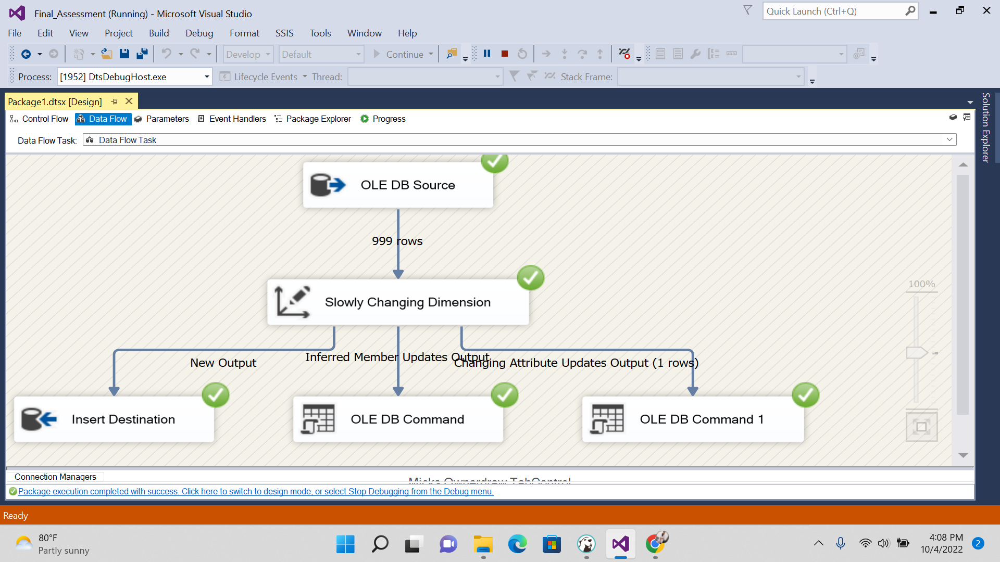 Final_Assessment (Running) - Microsoft Visual Studio
Quick Launch (Ctrl+Q)
File Edit View Project Build Debug Format SSIS Tools Window Help
Develop Default Continue
Process: [1952] DtsDebugHost.exe Lifecycle Events Thread: Stack Frame:
Package1.dtsx [Design]
Solution Explorer
Control Flow Data Flow Parameters Event Handlers Package Explorer Progress
Data Flow Task: Data Flow Task
OLE DB Source
999 rows
Slowly Changing Dimension
100%
New Output
Inferred Member Updates Output
Changing Attribute Updates Output (1 rows)
Insert Destination
OLE DB Command
OLE DB Command 1
Connection Managers
Micks Ownerdraw TabControl
Package execution completed with success. Click here to switch to design mode, or select Stop Debugging from the Debug menu.
Ready
80°F
Partly sunny
4:08 PM
10/4/2022
2